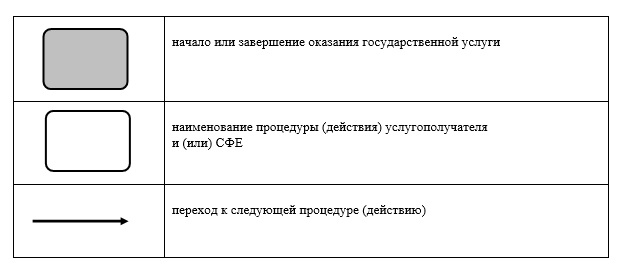 начало или завершение оказания государственной услуги
наименование процедуры (действия) услугополучателя
и (или) СФЕ
переход к следующей процедуре (действию)